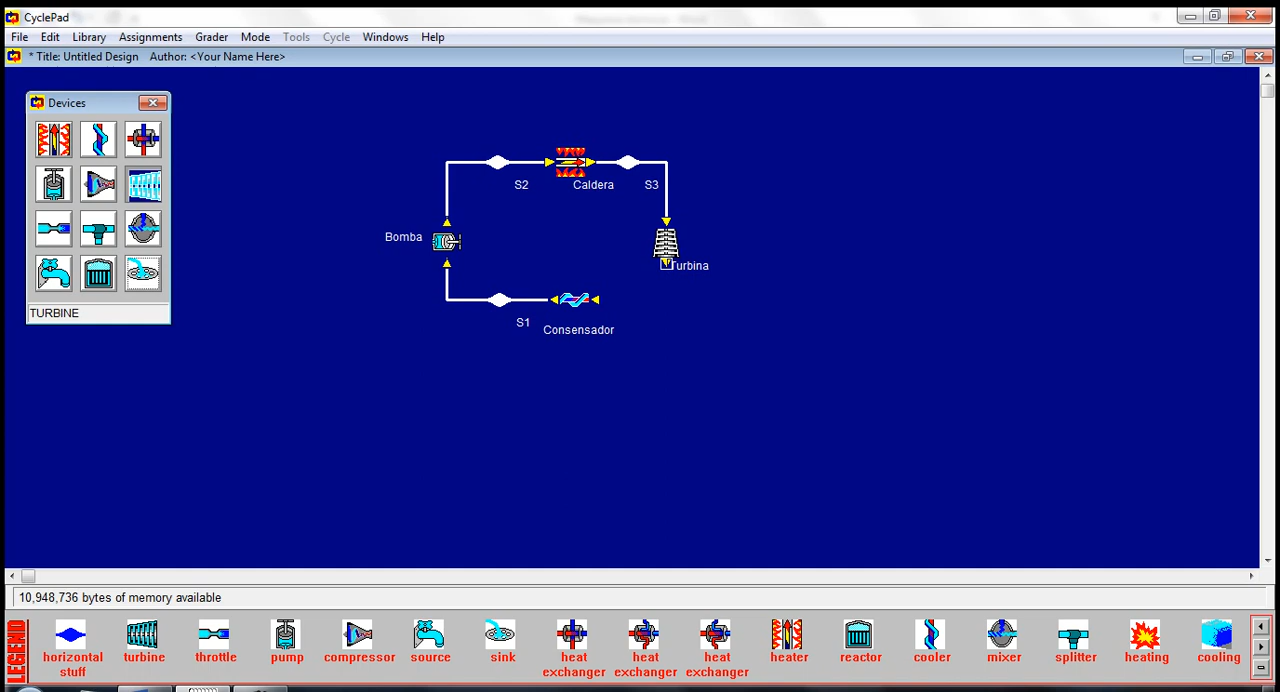 CyclePad
File Edit Library Assignments Grader Mode Tools Cycle Windows Help
* Title: Untitled Design Author: <Your Name Here>
Devices
TURBINE
S2 Caldera S3
Bomba
Turbina
S1 Consensador
10,948,736 bytes of memory available
LEGEND
horizontal stuff
turbine
throttle
pump
compressor
source
sink
heat exchanger
heat exchanger
heat exchanger
heater
reactor
cooler
mixer
splitter
heating
cooling